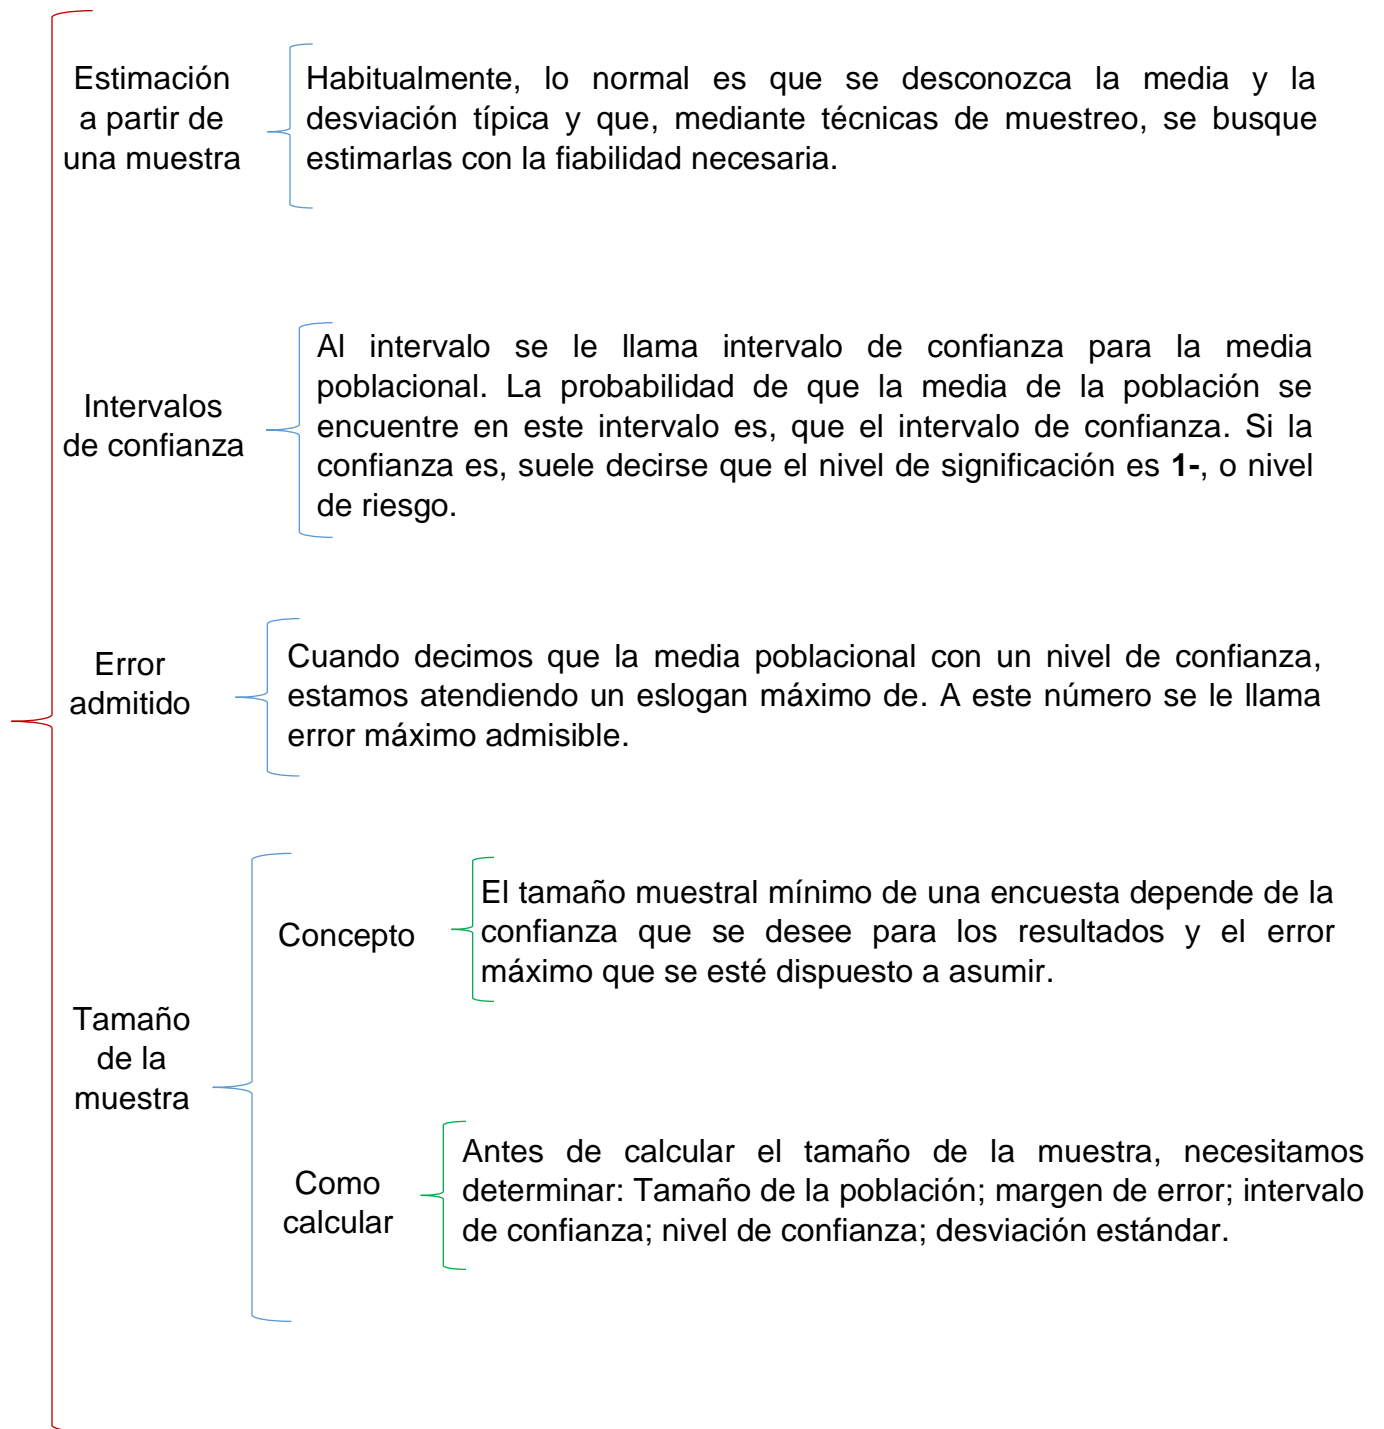 Estimación
a partir de
una muestra
Habitualmente, lo normal es que se desconozca la media y la
desviación típica y que, mediante técnicas de muestreo, se busque
estimarlas con la fiabilidad necesaria.
Intervalos
de confianza
Al intervalo se le llama intervalo de confianza para la media
poblacional. La probabilidad de que la media de la población se
encuentre en este intervalo es, que el intervalo de confianza. Si la
confianza es, suele decirse que el nivel de significación es 1-, o nivel
de riesgo.
Error
admitido
Cuando decimos que la media poblacional con un nivel de confianza,
estamos atendiendo un eslogan máximo de. A este número se le llama
error máximo admisible.
Tamaño
de la
muestra
Concepto
El tamaño muestral mínimo de una encuesta depende de la
confianza que se desee para los resultados y el error
máximo que se esté dispuesto a asumir.
Como
calcular
Antes de calcular el tamaño de la muestra, necesitamos
determinar: Tamaño de la población; margen de error; intervalo
de confianza; nivel de confianza; desviación estándar.